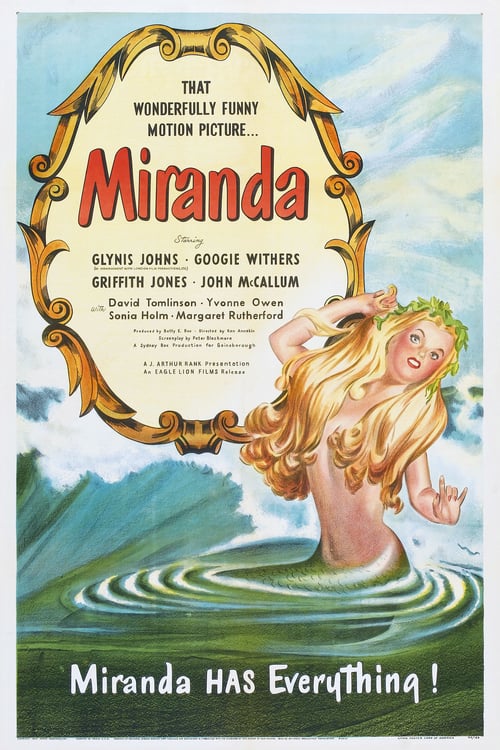 THAT
WONDERFULLY FUNNY
MOTION PICTURE...
Miranda
Starring
GLYNIS JOHNS · GOOGIE WITHERS
GRIFFITH JONES · JOHN McCALLUM
with David Tomlinson · Yvonne Owen
Sonia Holm · Margaret Rutherford
Produced by Betty E. Box · Directed by Ken Annakin
Screenplay by Peter Blackmore
A Sydney Box Production for Gainsborough
A J. ARTHUR RANK Presentation
An EAGLE LION FILMS Release
Miranda HAS Everything!